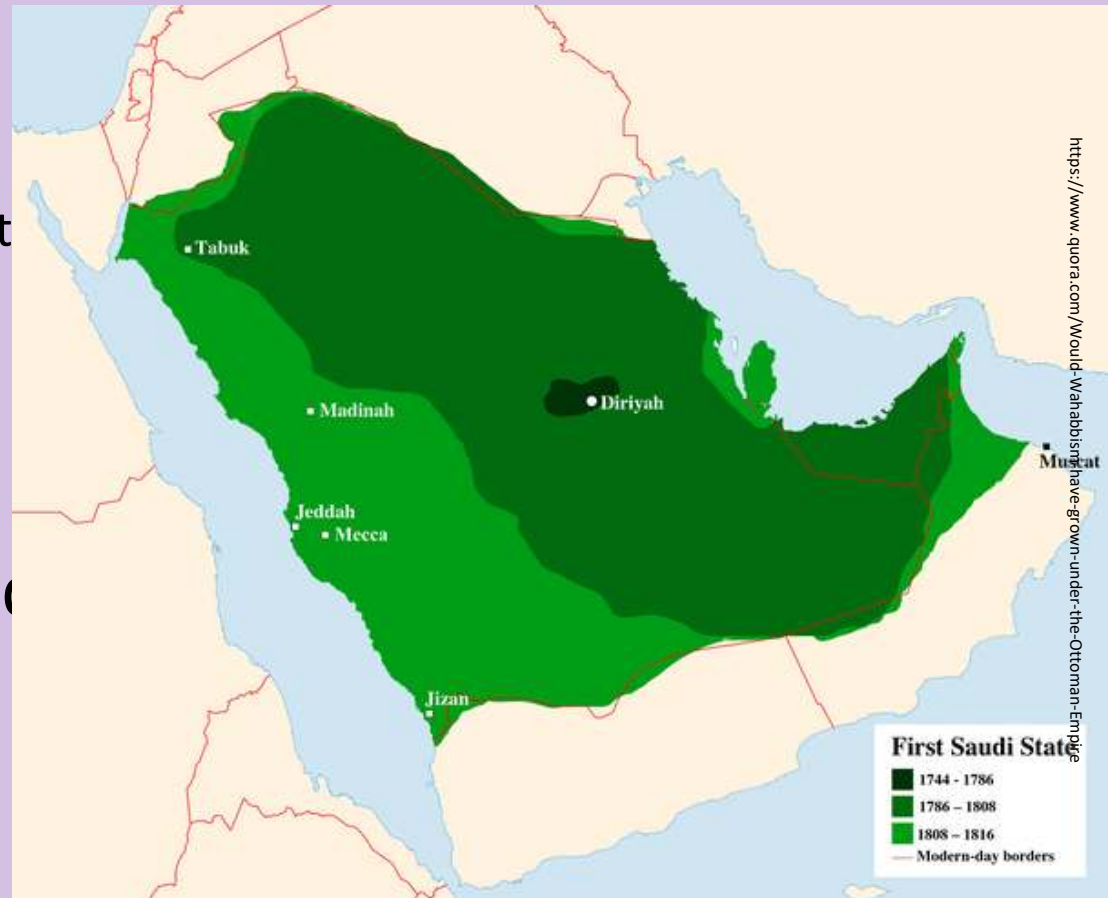 t
Tabuk
Madinah
Diriyah
Muscat
Jeddah
Mecca
Jizan
First Saudi State
1744 - 1786
1786 – 1808
1808 – 1816
Modern-day borders
https://www.quora.com/Would-Wahabbism-have-grown-under-the-Ottoman-Empire